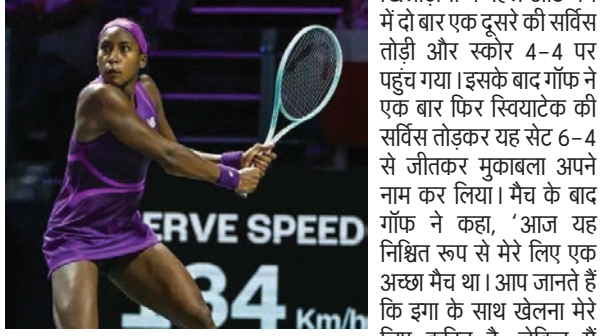 ERVE SPEED
84 Km/h
में दो बार एक दूसरे की सर्विस
तोड़ी और स्कोर 4-4 पर
पहुंच गया। इसके बाद गॉफ ने
एक बार फिर स्वियाटेक की
सर्विस तोड़कर यह सेट 6-4
से जीतकर मुकाबला अपने
नाम कर लिया। मैच के बाद
गॉफ ने कहा, ‘आज यह
निश्चित रूप से मेरे लिए एक
अच्छा मैच था। आप जानते हैं
कि इगा के साथ खेलना मेरे